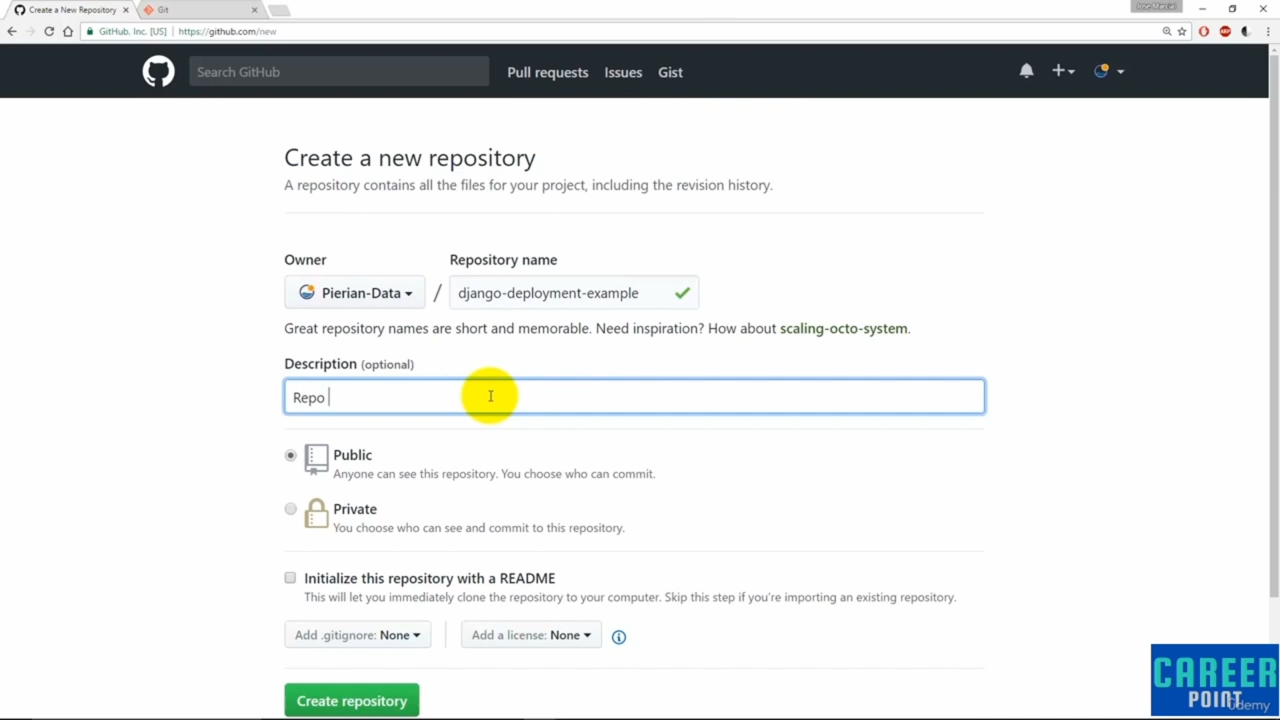 Create a New Repository
Git
Jose Marcial
GitHub, Inc. [US] | https://github.com/new
Search GitHub
Pull requests Issues Gist
Create a new repository
A repository contains all the files for your project, including the revision history.
Owner Repository name
Pierian-Data / django-deployment-example
Great repository names are short and memorable. Need inspiration? How about scaling-octo-system.
Description (optional)
Repo
Public
Anyone can see this repository. You choose who can commit.
Private
You choose who can see and commit to this repository.
Initialize this repository with a README
This will let you immediately clone the repository to your computer. Skip this step if you're importing an existing repository.
Add .gitignore: None Add a license: None
Create repository
CAREER
POINT
Udemy